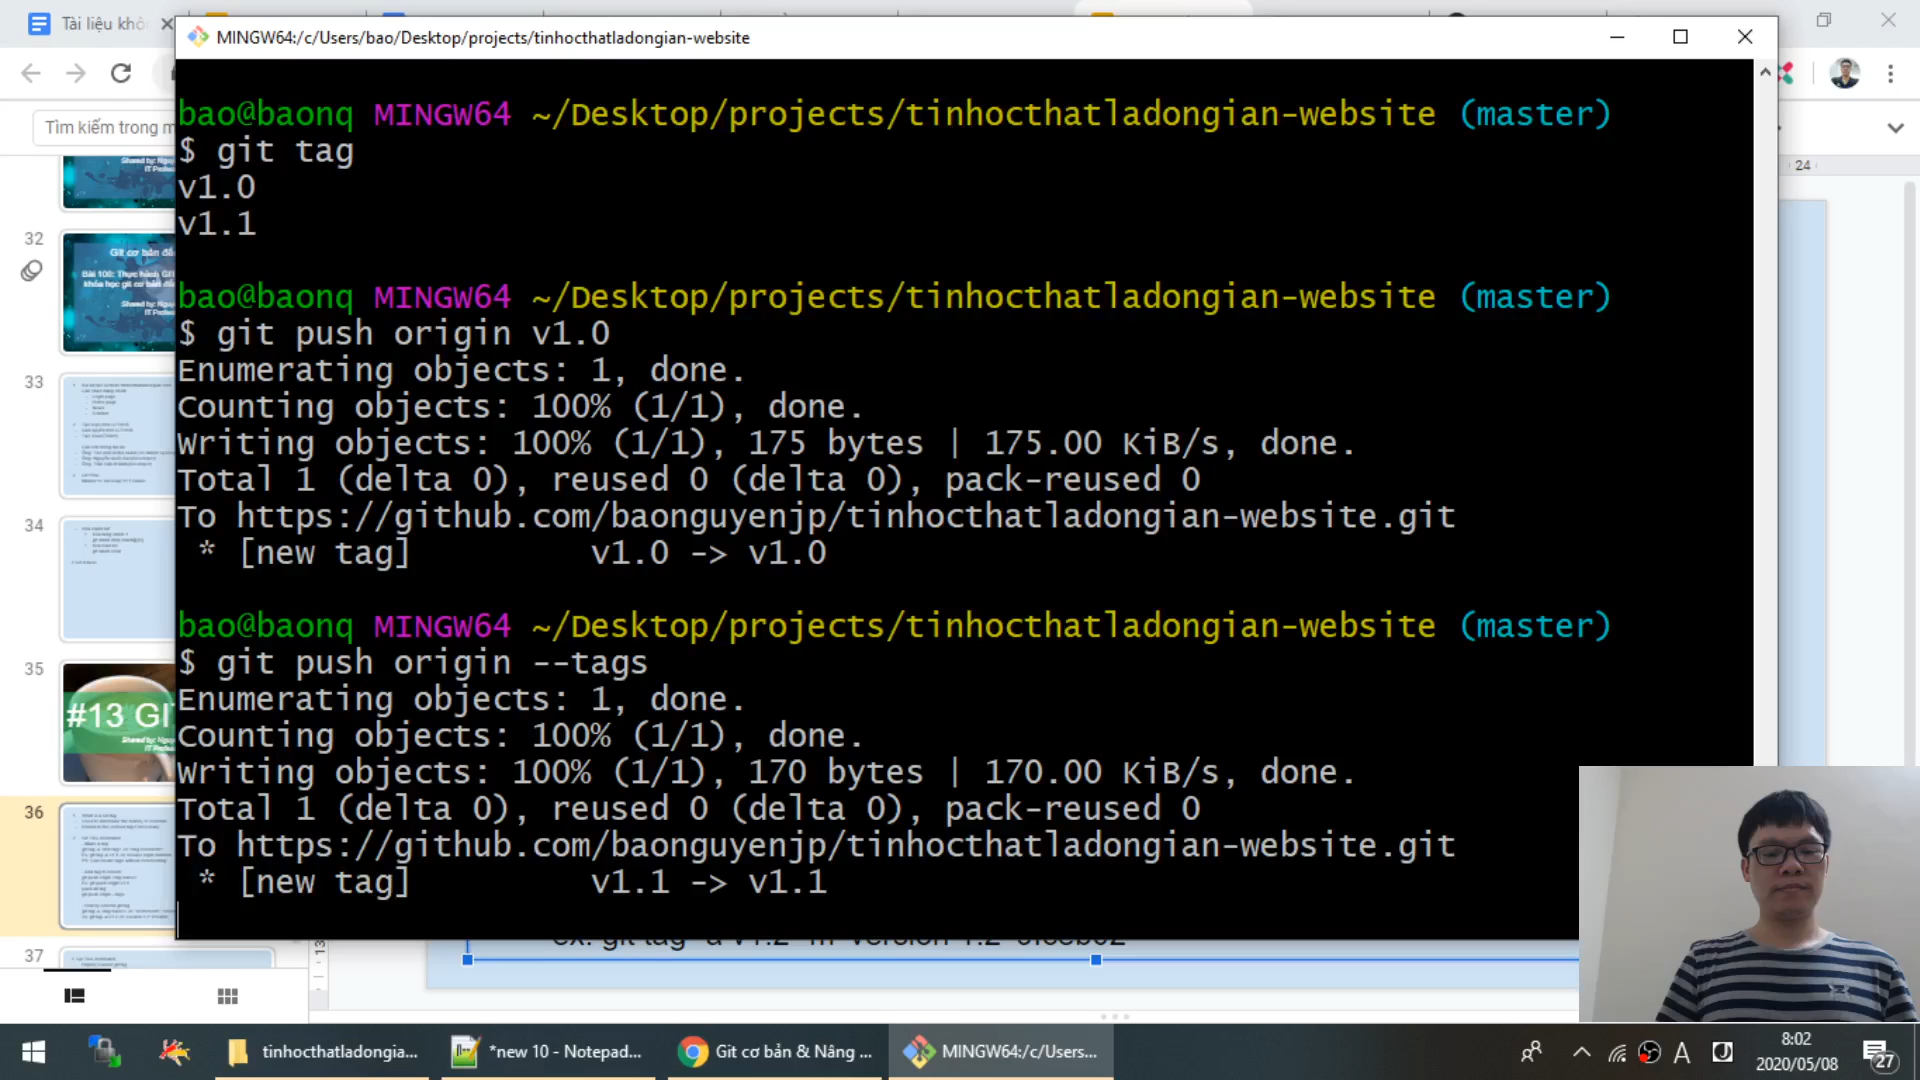 Tài liệu khô
MINGW64:/c/Users/bao/Desktop/projects/tinhocthatladongian-website
Tìm kiếm trong m
24
bao@baonq MINGW64 ~/Desktop/projects/tinhocthatladongian-website (master)
$ git tag
v1.0
v1.1
bao@baonq MINGW64 ~/Desktop/projects/tinhocthatladongian-website (master)
$ git push origin v1.0
Enumerating objects: 1, done.
Counting objects: 100% (1/1), done.
Writing objects: 100% (1/1), 175 bytes | 175.00 KiB/s, done.
Total 1 (delta 0), reused 0 (delta 0), pack-reused 0
To https://github.com/baonguyenjp/tinhocthatladongian-website.git
* [new tag] v1.0 -> v1.0
bao@baonq MINGW64 ~/Desktop/projects/tinhocthatladongian-website (master)
$ git push origin --tags
Enumerating objects: 1, done.
Counting objects: 100% (1/1), done.
Writing objects: 100% (1/1), 170 bytes | 170.00 KiB/s, done.
Total 1 (delta 0), reused 0 (delta 0), pack-reused 0
To https://github.com/baonguyenjp/tinhocthatladongian-website.git
* [new tag] v1.1 -> v1.1
32
Git cơ bản
33
34
35
#13 GI
36
37
13
tinhocthatladongia...
*new 10 - Notepad...
Git cơ bản & Nâng ...
MINGW64:/c/Users...
A
8:02
2020/05/08
27